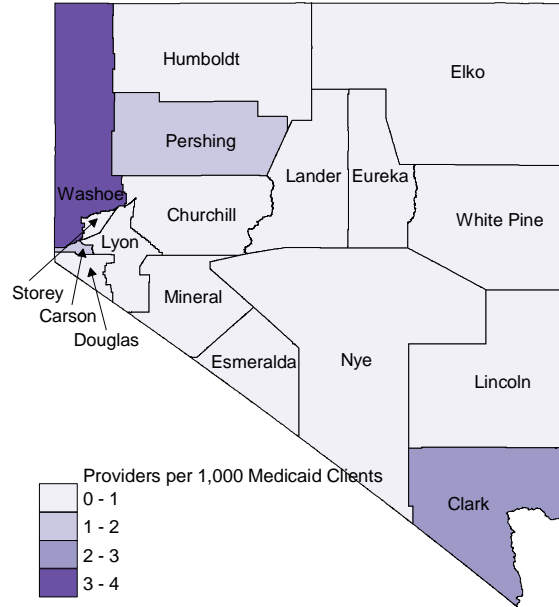 Humboldt
Elko
Pershing
Lander
Eureka
Washoe
Churchill
White Pine
Lyon
Storey
Carson
Douglas
Mineral
Esmeralda
Nye
Lincoln
Clark
Providers per 1,000 Medicaid Clients
0 - 1
1 - 2
2 - 3
3 - 4